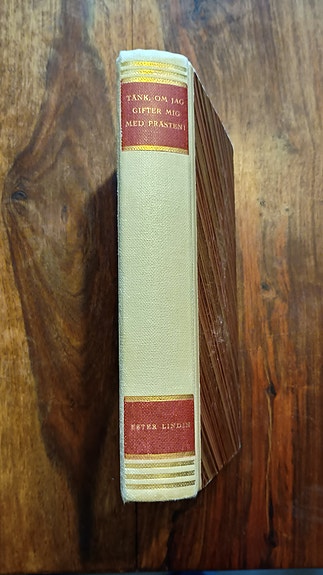 TÄNK, OM JAG
GIFTER MIG
MED PRÄSTEN!
ESTER LINDIN